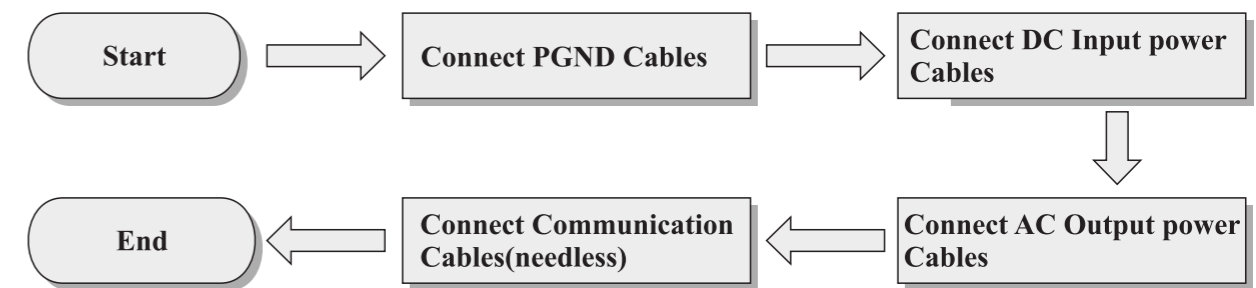 Start
Connect PGND Cables
Connect DC Input power
Cables
Connect AC Output power
Cables
Connect Communication
Cables(needless)
End